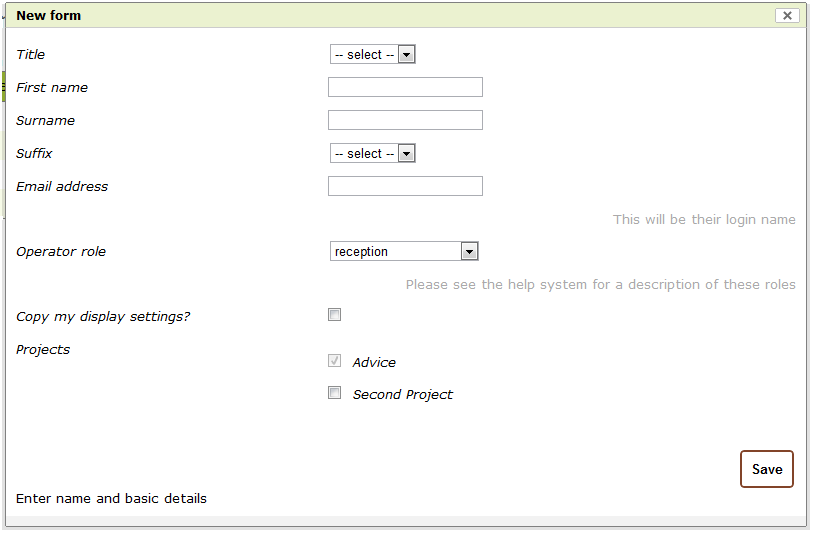 New form
Title -- select --
First name
Surname
Suffix -- select --
Email address
This will be their login name
Operator role reception
Please see the help system for a description of these roles
Copy my display settings?
Projects
Advice
Second Project
Save
Enter name and basic details